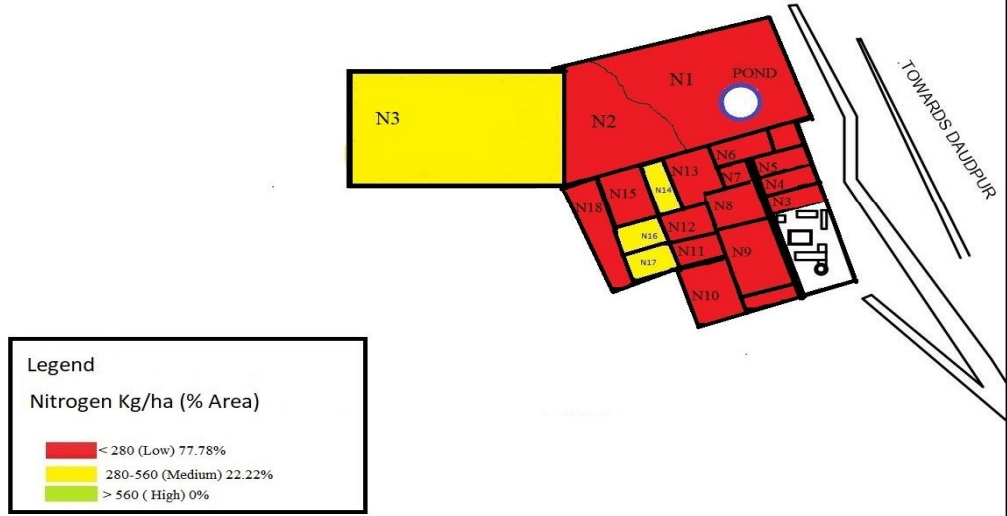 N1
POND
N2
N3
.TOWARDS DAUDPUR
N6
N13
N5
N7
N14
N15
N4
N18
N8
N3
N12
N16
N11
N9
N17
N10
Legend
Nitrogen Kg/ha (% Area)
< 280 (Low) 77.78%
280-560 (Medium) 22.22%
> 560 ( High) 0%